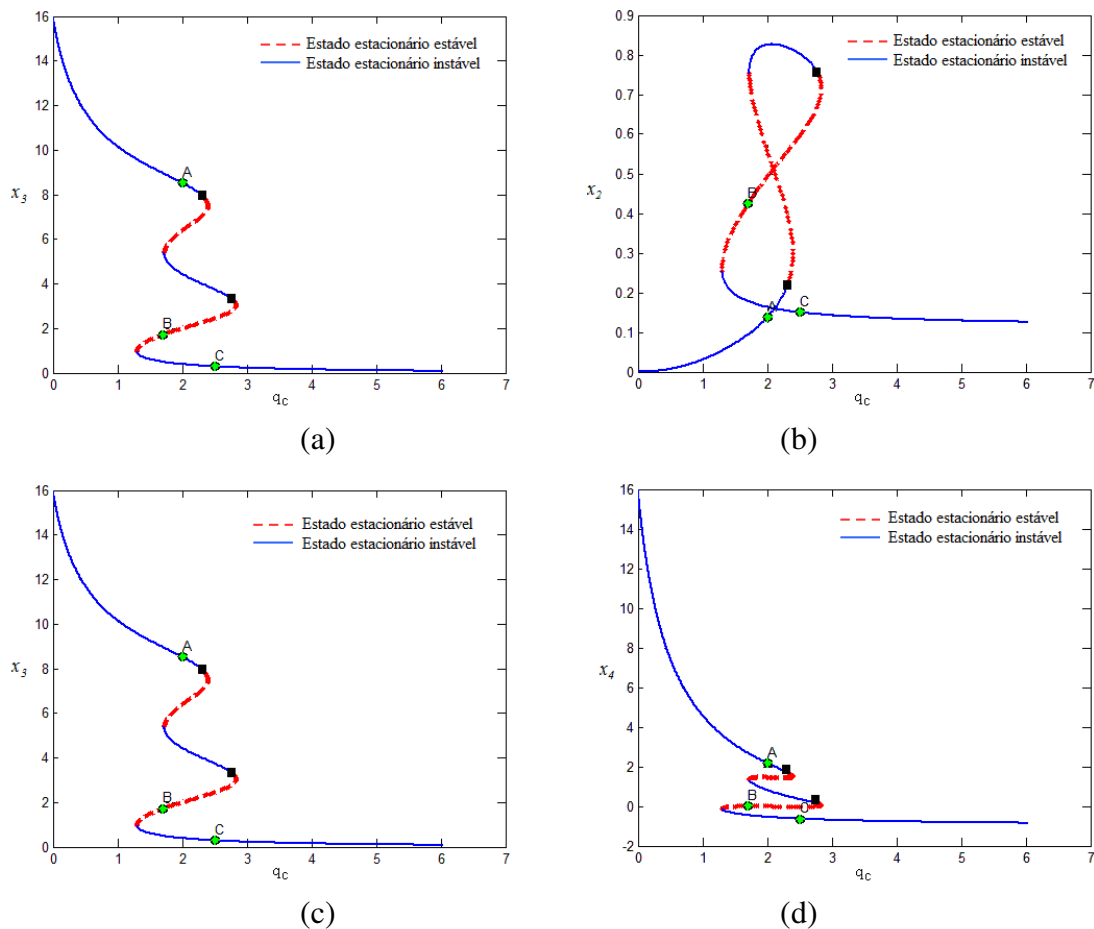 16
14
12
10
8
6
4
2
0
x3
Estado estacionário estável
Estado estacionário instável
A
B
C
0 1 2 3 4 5 6 7
qc
(a)
0.9
0.8
0.7
0.6
0.5
0.4
0.3
0.2
0.1
0
x2
Estado estacionário estável
Estado estacionário instável
B
A
C
0 1 2 3 4 5 6 7
qc
(b)
16
14
12
10
8
6
4
2
0
x3
Estado estacionário estável
Estado estacionário instável
A
B
C
0 1 2 3 4 5 6 7
qc
(c)
16
14
12
10
8
6
4
2
0
-2
x4
Estado estacionário estável
Estado estacionário instável
A
B
C
0 1 2 3 4 5 6 7
qc
(d)